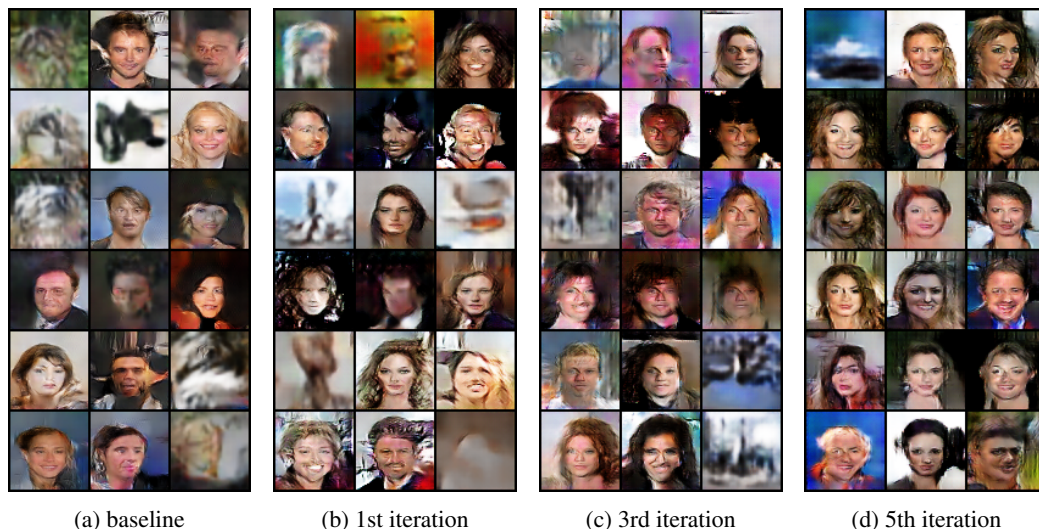 (a) baseline
(b) 1st iteration
(c) 3rd iteration
(d) 5th iteration